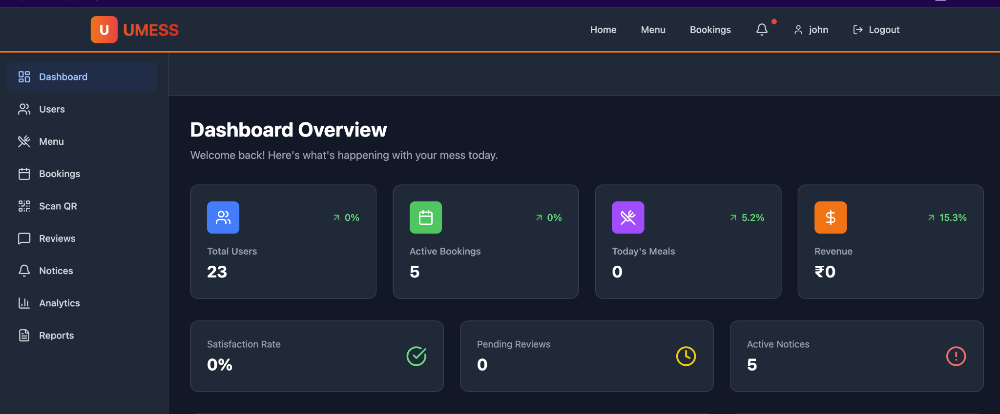 U UMESS
Home Menu Bookings john Logout
Dashboard
Users
Menu
Bookings
Scan QR
Reviews
Notices
Analytics
Reports
Dashboard Overview
Welcome back! Here's what's happening with your mess today.
0%
Total Users
23
0%
Active Bookings
5
5.2%
Today's Meals
0
15.3%
Revenue
₹0
Satisfaction Rate
0%
Pending Reviews
0
Active Notices
5